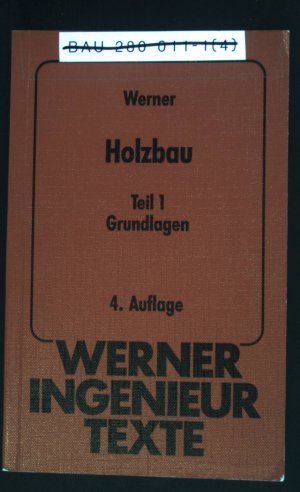 BAU 280 011-1(4)
Werner
Holzbau
Teil 1
Grundlagen
4. Auflage
WERNER
INGENIEUR
TEXTE